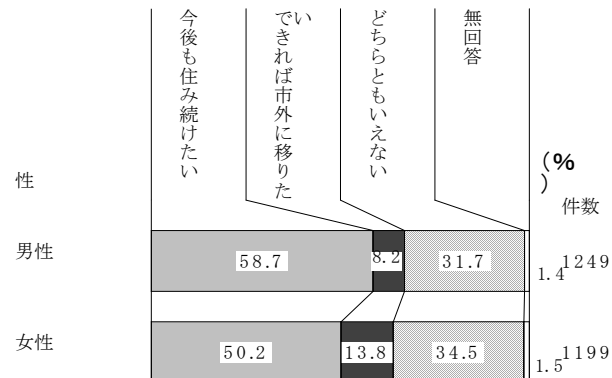 今後も住み続けたい
できれば市外に移りた
い
どちらともいえない
無回答
(%
)
性
件数
男性
58.7
8.2
31.7
1.4
1249
女性
50.2
13.8
34.5
1.5
1199